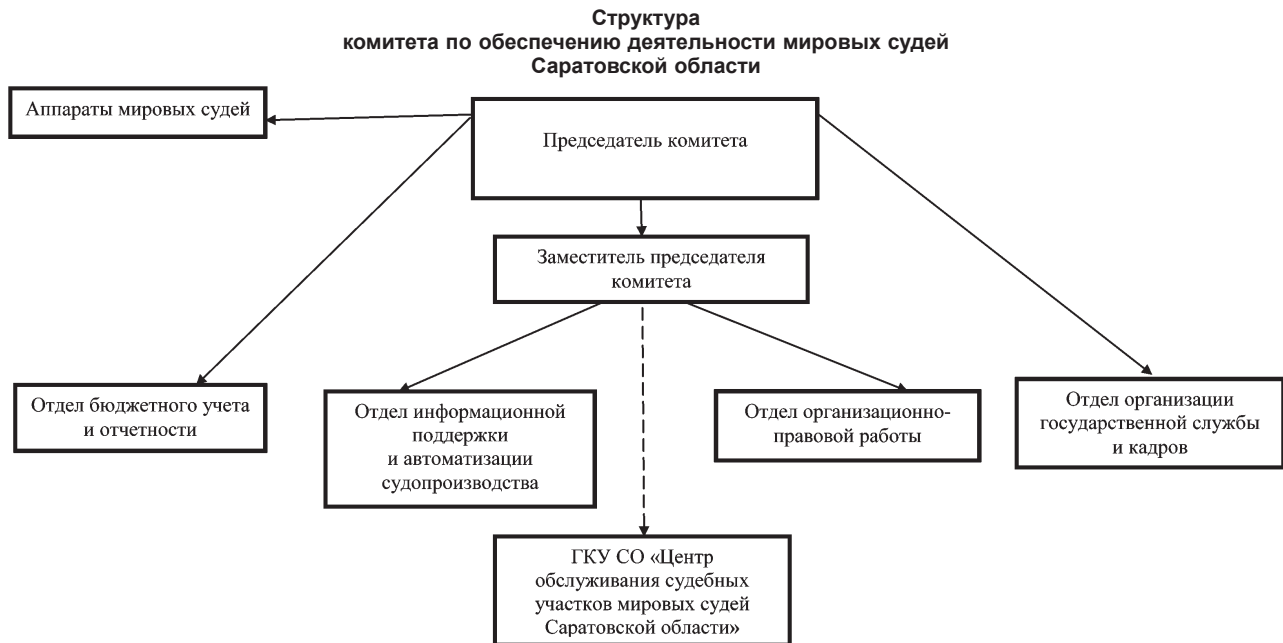 Структура
комитета по обеспечению деятельности мировых судей
Саратовской области
Аппараты мировых судей
Председатель комитета
Заместитель председателя
комитета
Отдел бюджетного учета
и отчетности
Отдел информационной
поддержки
и автоматизации
судопроизводства
Отдел организационно-
правовой работы
Отдел организации
государственной службы
и кадров
ГКУ СО «Центр
обслуживания судебных
участков мировых судей
Саратовской области»